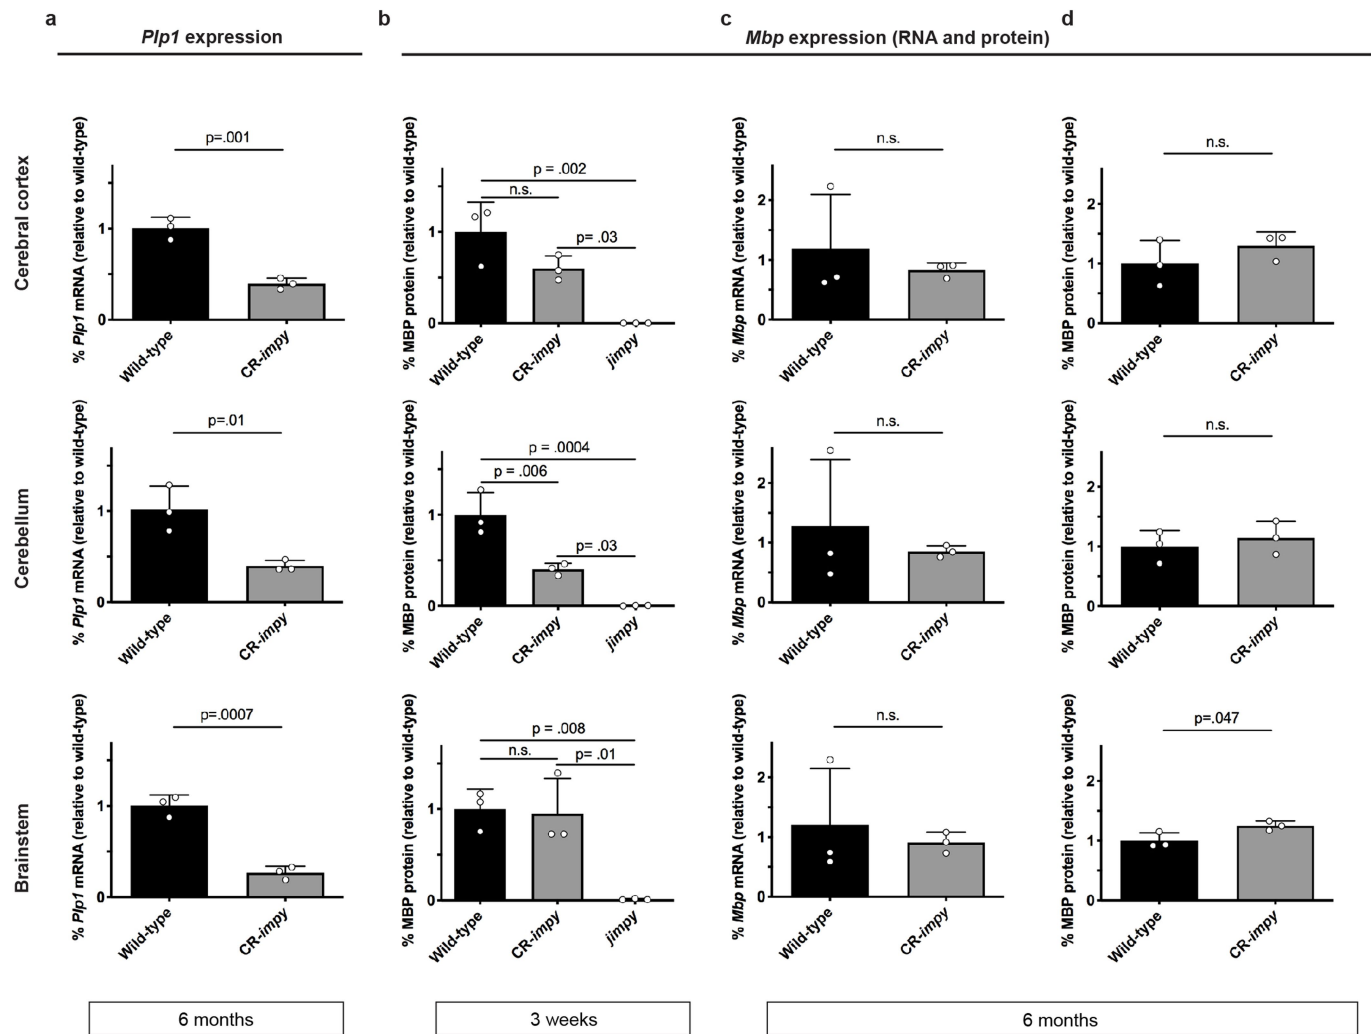 a
b
c
d
Plp1 expression
Mbp expression (RNA and protein)
Cerebral cortex
% Plp1 mRNA (relative to wild-type)
p=.001
1
0
Wild-type
CR-impy
% MBP protein (relative to wild-type)
p = .002
n.s.
p= .03
1
0
Wild-type
CR-impy
jimpy
% Mbp mRNA (relative to wild-type)
n.s.
2
1
0
Wild-type
CR-impy
% MBP protein (relative to wild-type)
n.s.
2
1
0
Wild-type
CR-impy
Cerebellum
% Plp1 mRNA (relative to wild-type)
p=.01
1
0
Wild-type
CR-impy
% MBP protein (relative to wild-type)
p = .0004
p = .006
p= .03
1
0
Wild-type
CR-impy
jimpy
% Mbp mRNA (relative to wild-type)
n.s.
2
1
0
Wild-type
CR-impy
% MBP protein (relative to wild-type)
n.s.
2
1
0
Wild-type
CR-impy
Brainstem
% Plp1 mRNA (relative to wild-type)
p=.0007
1
0
Wild-type
CR-impy
% MBP protein (relative to wild-type)
p = .008
n.s.
p= .01
1
0
Wild-type
CR-impy
jimpy
% Mbp mRNA (relative to wild-type)
n.s.
2
1
0
Wild-type
CR-impy
% MBP protein (relative to wild-type)
p=.047
2
1
0
Wild-type
CR-impy
6 months
3 weeks
6 months